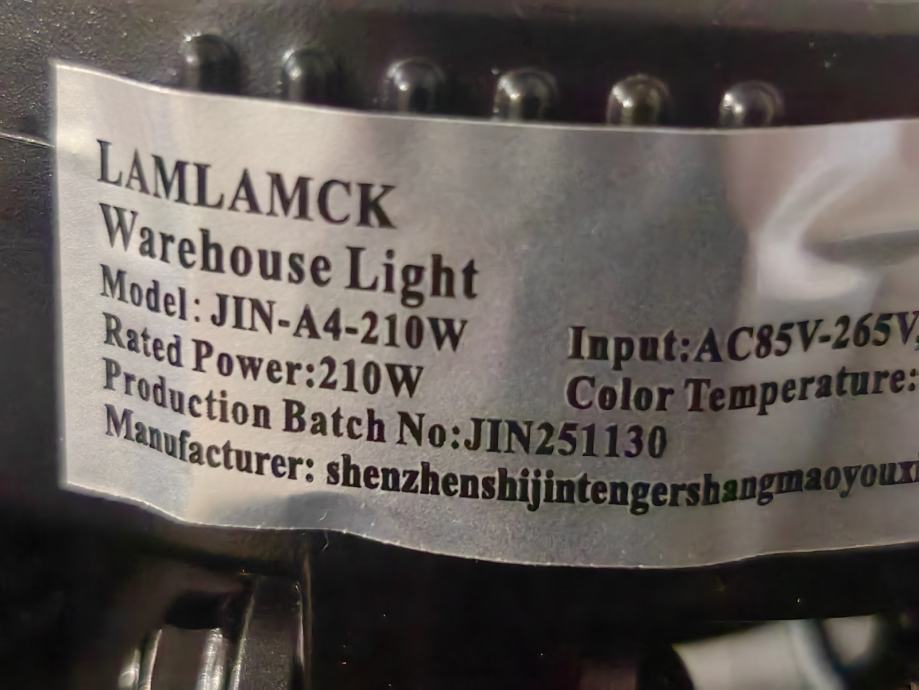 LAMLAMCK
Warehouse Light
Model: JIN-A4-210W
Input:AC85V-265V,
Rated Power:210W
Color Temperature:
Production Batch No:JIN251130
Manufacturer: shenzhenshijintengershangmaoyoux